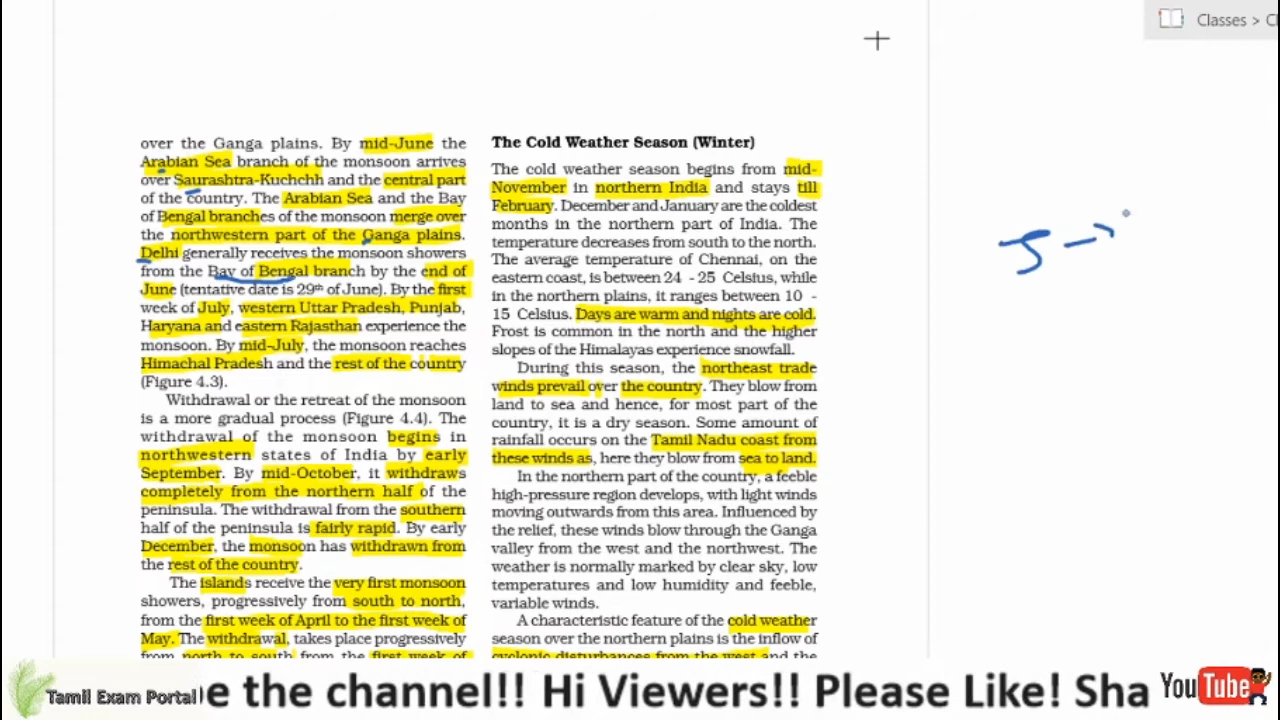 Classes > C
over the Ganga plains. By mid-June the
Arabian Sea branch of the monsoon arrives
over Saurashtra-Kuchchh and the central part
of the country. The Arabian Sea and the Bay
of Bengal branches of the monsoon merge over
the northwestern part of the Ganga plains.
Delhi generally receives the monsoon showers
from the Bay of Bengal branch by the end of
June (tentative date is 29th of June). By the first
week of July, western Uttar Pradesh, Punjab,
Haryana and eastern Rajasthan experience the
monsoon. By mid-July, the monsoon reaches
Himachal Pradesh and the rest of the country
(Figure 4.3).
Withdrawal or the retreat of the monsoon
is a more gradual process (Figure 4.4). The
withdrawal of the monsoon begins in
northwestern states of India by early
September. By mid-October, it withdraws
completely from the northern half of the
peninsula. The withdrawal from the southern
half of the peninsula is fairly rapid. By early
December, the monsoon has withdrawn from
the rest of the country.
The islands receive the very first monsoon
showers, progressively from south to north,
from the first week of April to the first week of
May. The withdrawal, takes place progressively
from north to south from the first week of
The Cold Weather Season (Winter)
The cold weather season begins from mid-
November in northern India and stays till
February. December and January are the coldest
months in the northern part of India. The
temperature decreases from south to the north.
The average temperature of Chennai, on the
eastern coast, is between 24 - 25 Celsius, while
in the northern plains, it ranges between 10 -
15 Celsius. Days are warm and nights are cold.
Frost is common in the north and the higher
slopes of the Himalayas experience snowfall.
During this season, the northeast trade
winds prevail over the country. They blow from
land to sea and hence, for most part of the
country, it is a dry season. Some amount of
rainfall occurs on the Tamil Nadu coast from
these winds as, here they blow from sea to land.
In the northern part of the country, a feeble
high-pressure region develops, with light winds
moving outwards from this area. Influenced by
the relief, these winds blow through the Ganga
valley from the west and the northwest. The
weather is normally marked by clear sky, low
temperatures and low humidity and feeble,
variable winds.
A characteristic feature of the cold weather
season over the northern plains is the inflow of
cyclonic disturbances from the west and the
Tamil Exam Portal
e the channel!! Hi Viewers!! Please Like! Sha
YouTube